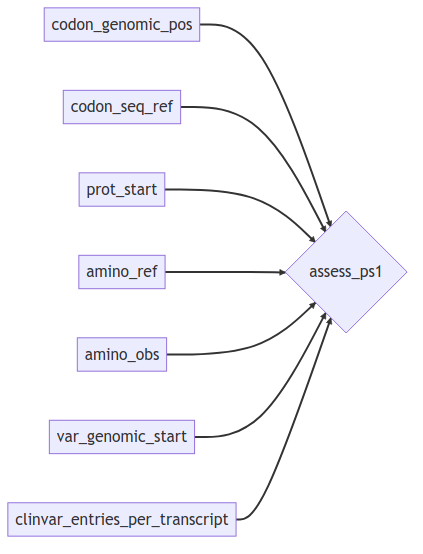 codon_genomic_pos
codon_seq_ref
prot_start
amino_ref
assess_ps1
amino_obs
var_genomic_start
clinvar_entries_per_transcript